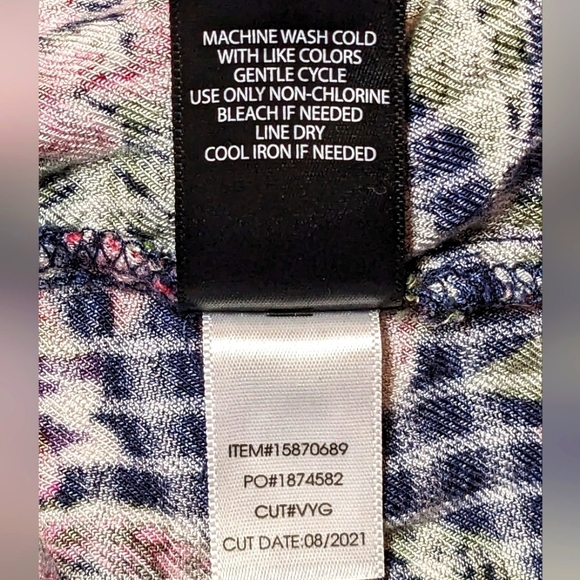 MACHINE WASH COLD
WITH LIKE COLORS
GENTLE CYCLE
USE ONLY NON-CHLORINE
BLEACH IF NEEDED
LINE DRY
COOL IRON IF NEEDED
ITEM#15870689
PO#1874582
CUT#VYG
CUT DATE:08/2021